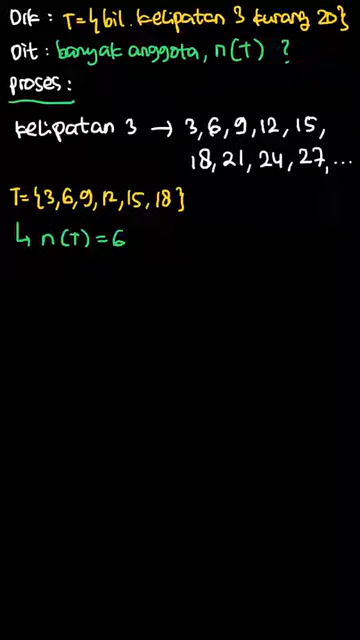 Dik : T = {bil. kelipatan 3 kurang 20}
Dit : banyak anggota, n(T) ?
proses :
kelipatan 3 → 3, 6, 9, 12, 15,
18, 21, 24, 27, ...
T = {3, 6, 9, 12, 15, 18}
↳ n(T) = 6